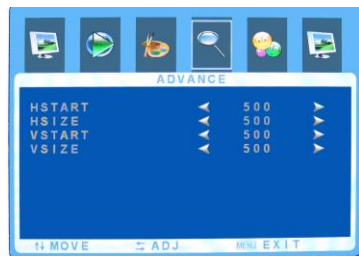 ADVANCE
HSTART 500
HSIZE 500
VSTART 500
VSIZE 500
MOVE ADJ MENU EXIT